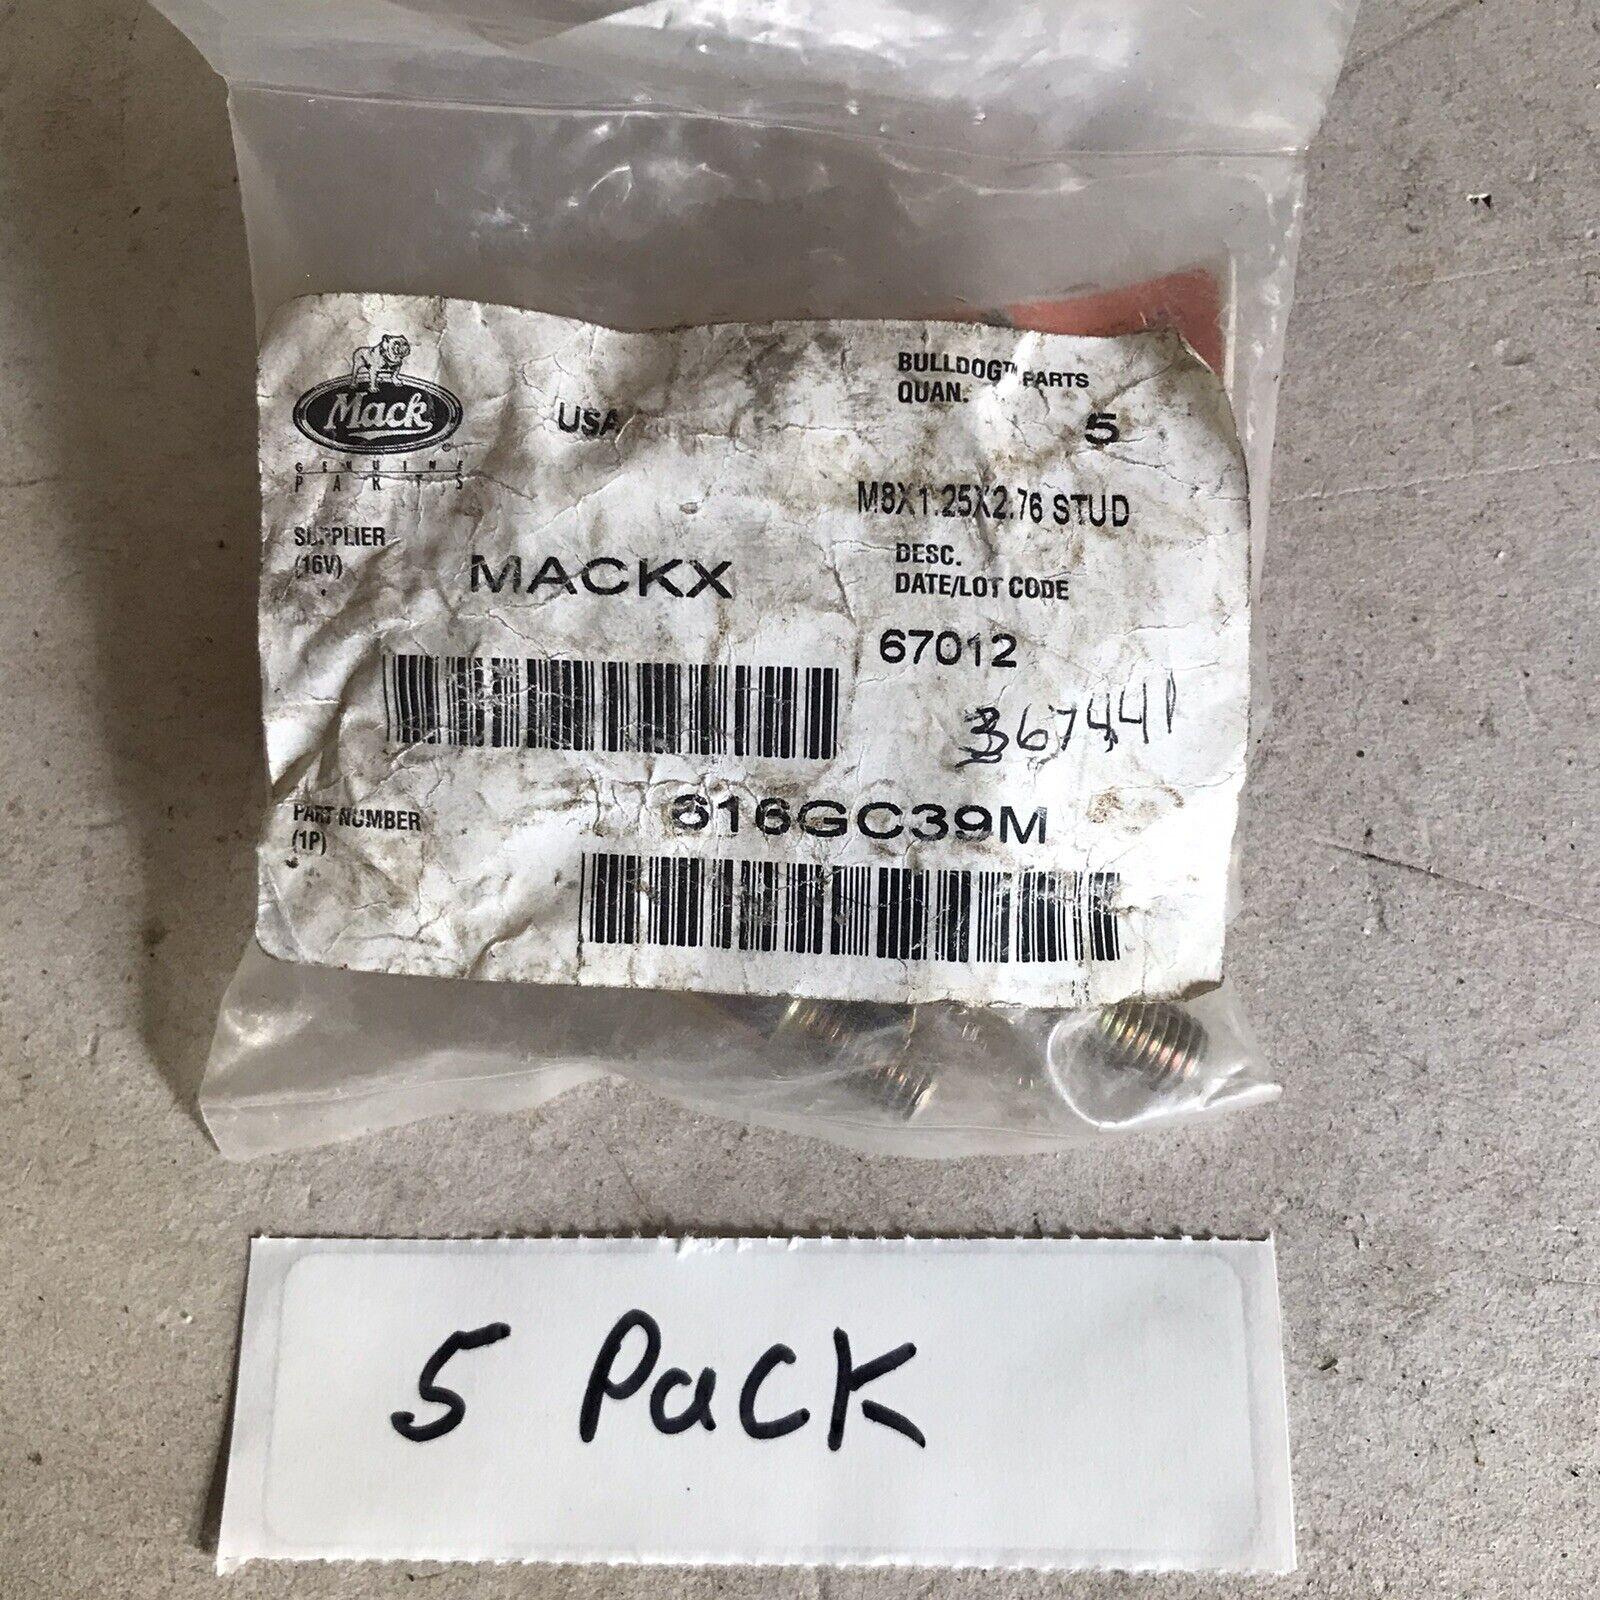 Mack
GENUINE
PARTS
USA
BULLDOG™ PARTS
QUAN.
5
M8X1.25X2.76 STUD
SUPPLIER
(16V)
MACKX
DESC.
DATE/LOT CODE
67012
367441
PART NUMBER
(1P)
616GC39M
5 Pack